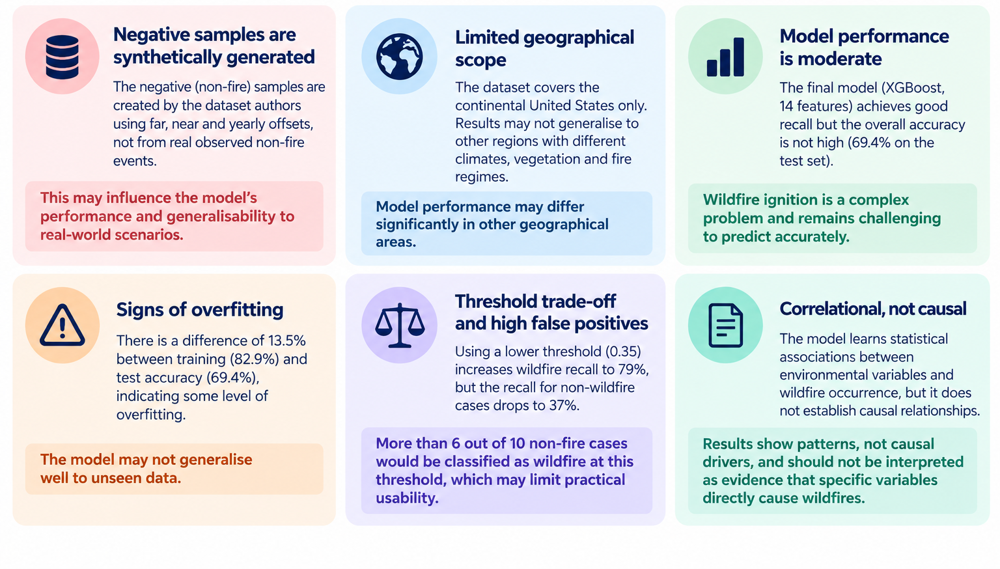 Negative samples are
synthetically generated
The negative (non-fire) samples are
created by the dataset authors
using far, near and yearly offsets,
not from real observed non-fire
events.
This may influence the model's
performance and generalisability to
real-world scenarios.
Limited geographical
scope
The dataset covers the
continental United States only.
Results may not generalise to
other regions with different
climates, vegetation and fire
regimes.
Model performance may differ
significantly in other geographical
areas.
Model performance
is moderate
The final model (XGBoost,
14 features) achieves good
recall but the overall accuracy
is not high (69.4% on the
test set).
Wildfire ignition is a complex
problem and remains challenging
to predict accurately.
Signs of overfitting
There is a difference of 13.5%
between training (82.9%) and
test accuracy (69.4%),
indicating some level of
overfitting.
The model may not generalise
well to unseen data.
Threshold trade-off
and high false positives
Using a lower threshold (0.35)
increases wildfire recall to 79%,
but the recall for non-wildfire
cases drops to 37%.
More than 6 out of 10 non-fire cases
would be classified as wildfire at this
threshold, which may limit practical
usability.
Correlational, not causal
The model learns statistical
associations between
environmental variables and
wildfire occurrence, but it does
not establish causal relationships.
Results show patterns, not causal
drivers, and should not be interpreted
as evidence that specific variables
directly cause wildfires.